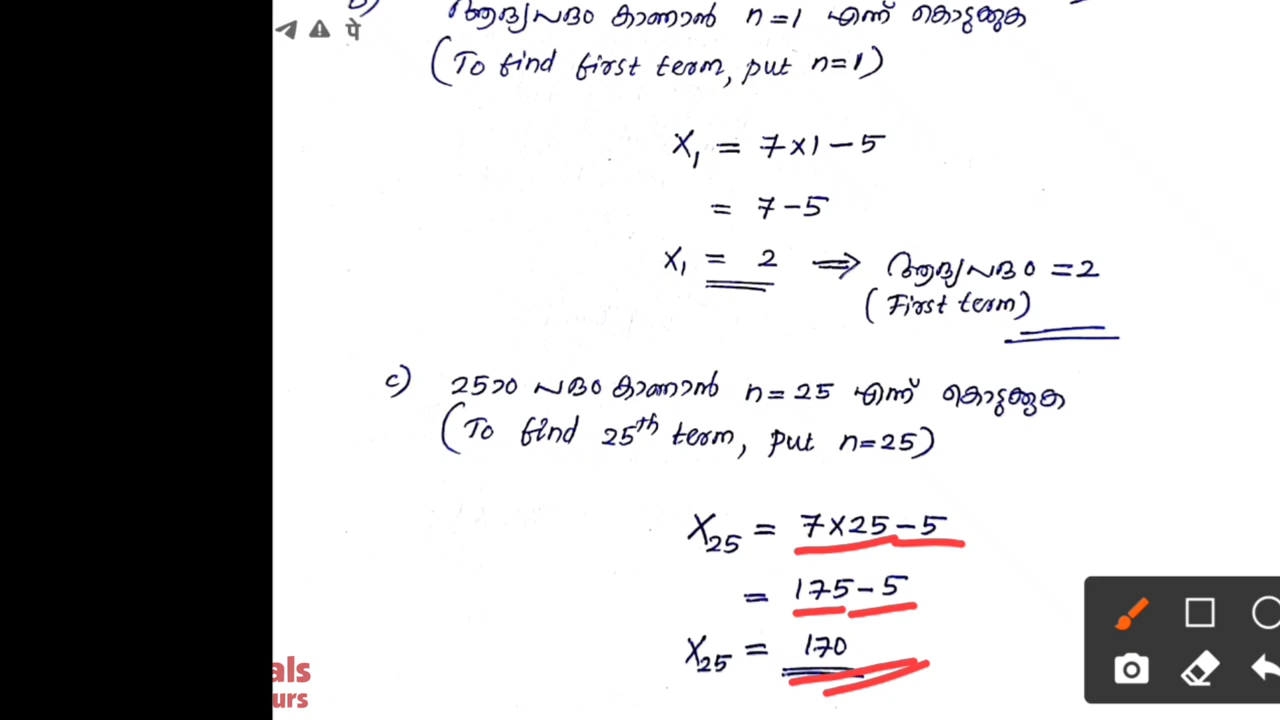 b) ആദ്യപദം കാണാൻ n=1 എന്ന് കൊടുക്കുക
पे
(To find first term, put n=1)
X₁ = 7×1-5
= 7-5
X₁ = 2 ⇒ ആദ്യപദം =2
(First term)
c) 25ാം പദം കാണാൻ n=25 എന്ന് കൊടുക്കുക
(To find 25th term, put n=25)
X₂₅ = 7×25-5
= 175-5
X₂₅ = 170
als
urs